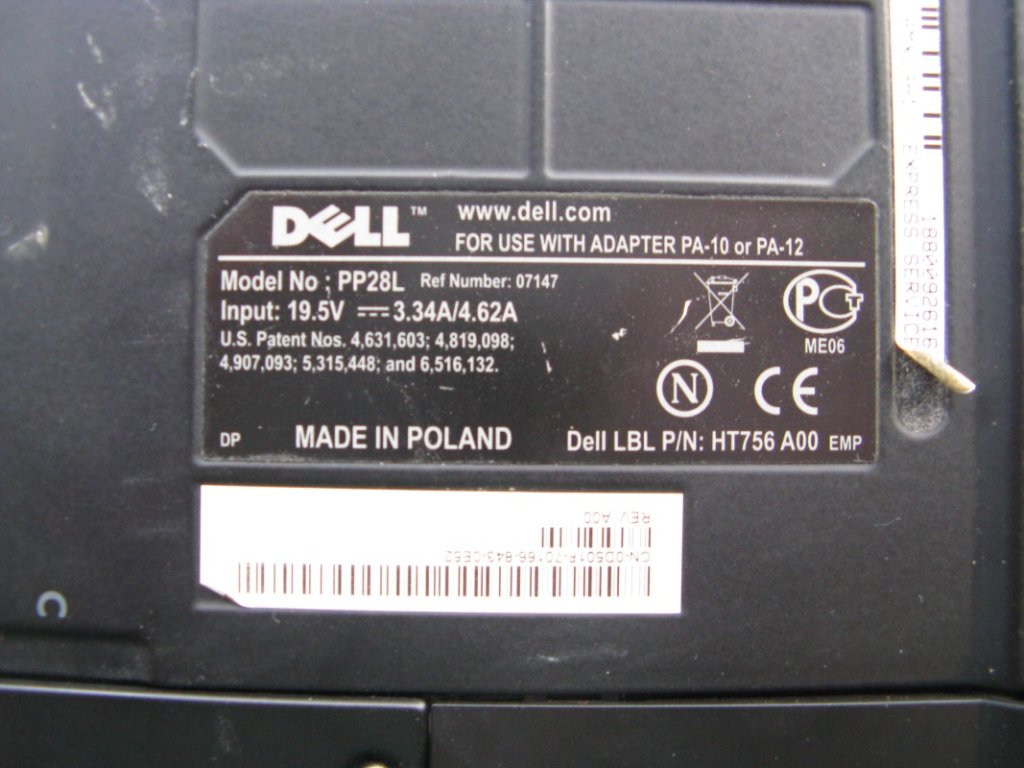 DELL™
www.dell.com
FOR USE WITH ADAPTER PA-10 or PA-12
Model No : PP28L Ref Number: 07147
Input: 19.5V ⎓ 3.34A/4.62A
U.S. Patent Nos. 4,631,603; 4,819,098;
4,907,093; 5,315,448; and 6,516,132.
PCT
ME06
N
CE
DP
MADE IN POLAND
Dell LBL P/N: HT756 A00 EMP
EXPRESS SERVICE
REV A00
C